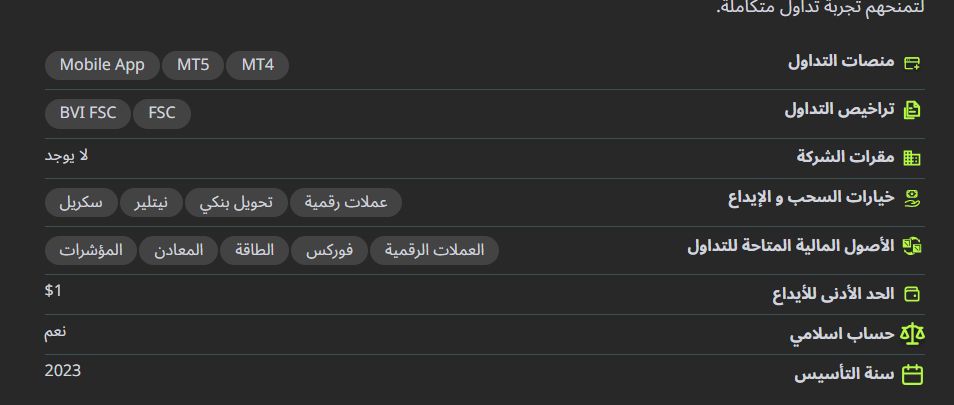 لتمنحهم تجربة تداول متكاملة.
منصات التداول MT4 MT5 Mobile App
تراخيص التداول FSC BVI FSC
مقرات الشركة لا يوجد
خيارات السحب و الإيداع عملات رقمية تحويل بنكي نيتلير سكريل
الأصول المالية المتاحة للتداول العملات الرقمية فوركس الطاقة المعادن المؤشرات
الحد الأدنى للأيداع $1
حساب اسلامي نعم
سنة التأسيس 2023